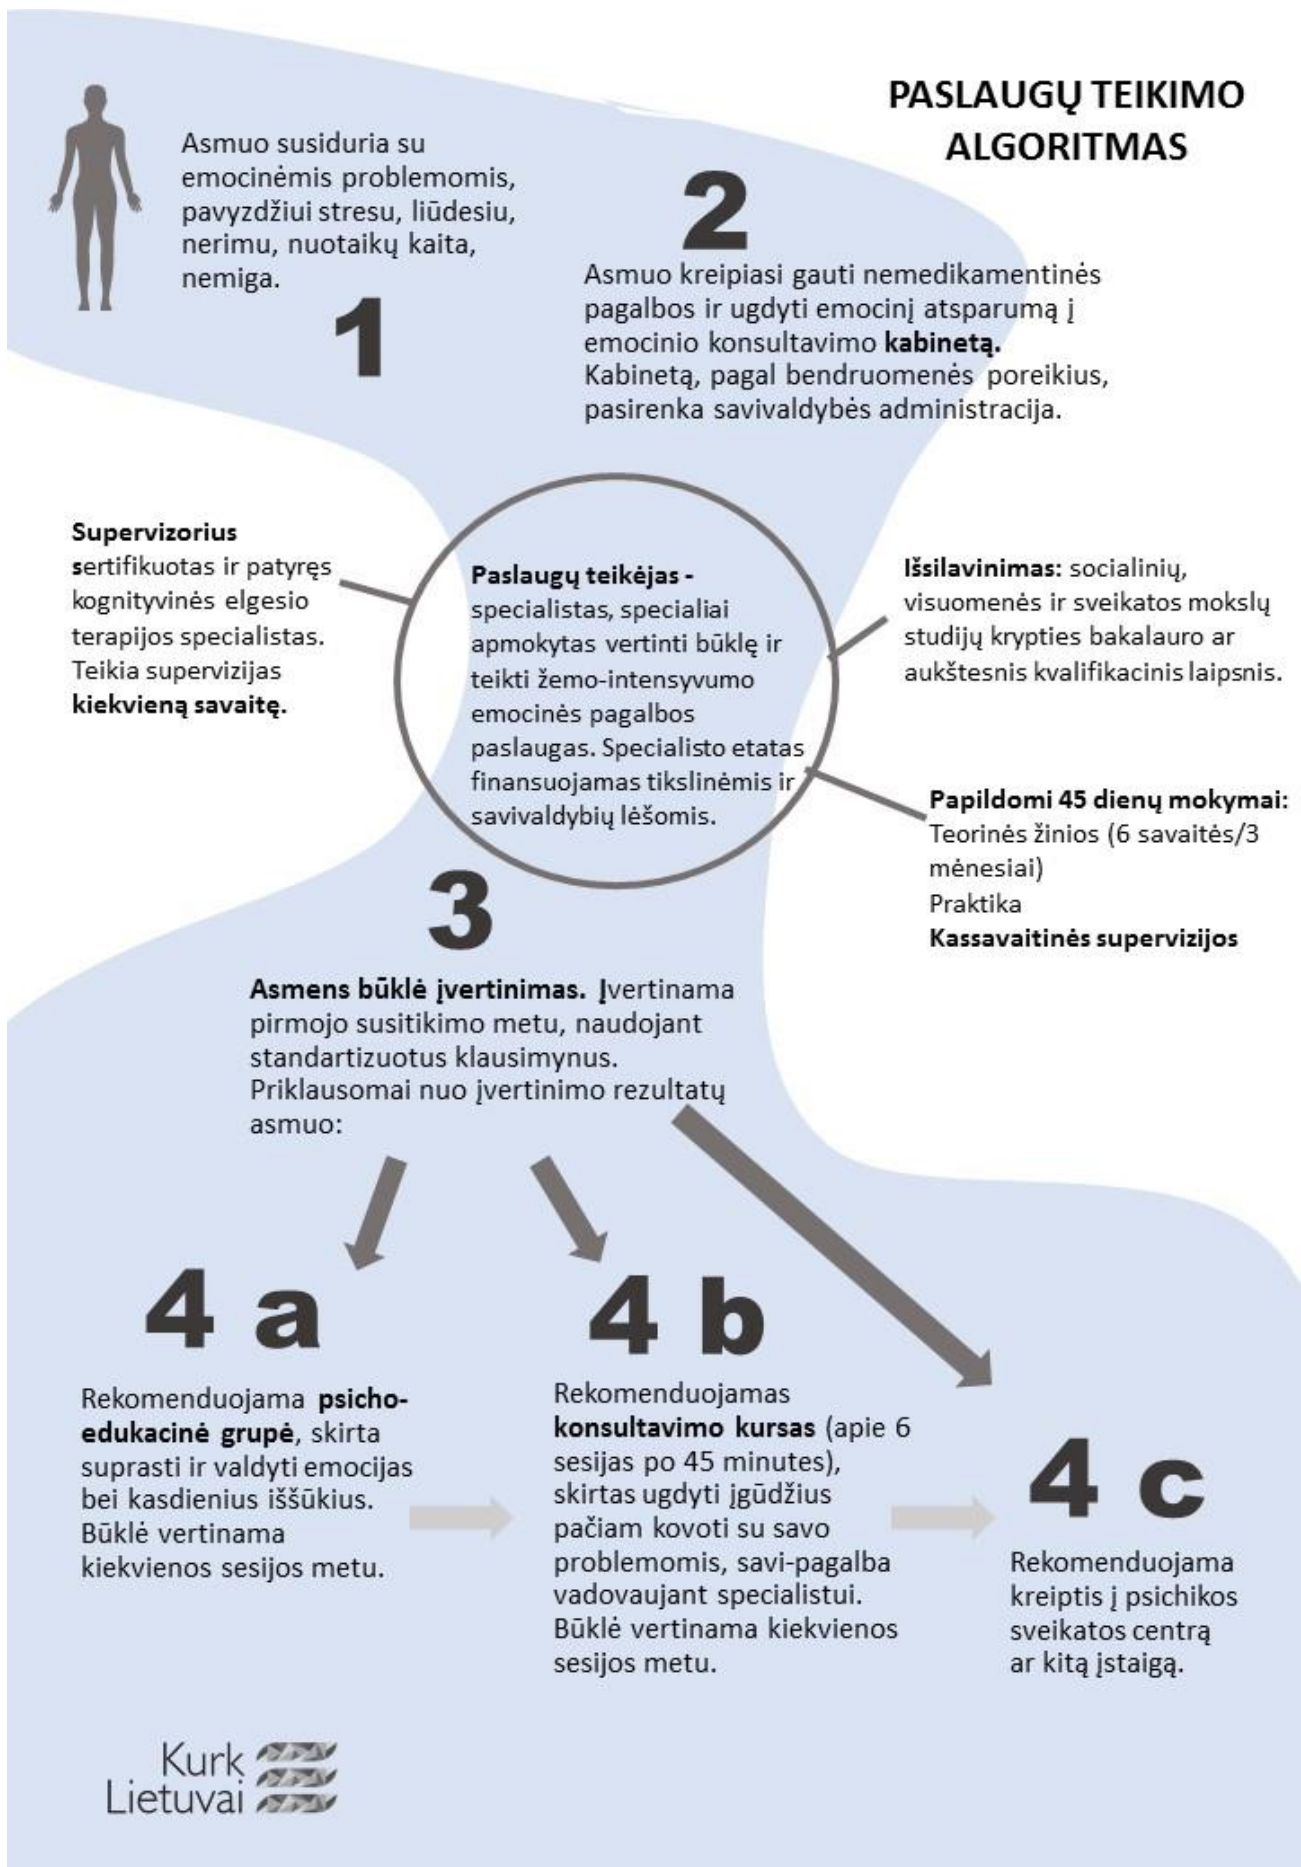 PASLAUGŲ TEIKIMO
ALGORITMAS
Asmuo susiduria su
emocinėmis problemomis,
pavyzdžiui stresu, liūdesiu,
nerimu, nuotaikų kaita,
nemiga.
1
2
Asmuo kreipiasi gauti nemedikamentinės
pagalbos ir ugdyti emocinį atsparumą į
emocinio konsultavimo kabinetą.
Kabinetą, pagal bendruomenės poreikius,
pasirenka savivaldybės administracija.
Supervizorius
sertifikuotas ir patyręs
kognityvinės elgesio
terapijos specialistas.
Teikia supervizijas
kiekvieną savaitę.
Paslaugų teikėjas -
specialistas, specialiai
apmokytas vertinti būklę ir
teikti žemo-intensyvumo
emocinės pagalbos
paslaugas. Specialisto etatas
finansuojamas tikslinėmis ir
savivaldybių lėšomis.
Išsilavinimas: socialinių,
visuomenės ir sveikatos mokslų
studijų krypties bakalauro ar
aukštesnis kvalifikacinis laipsnis.
Papildomi 45 dienų mokymai:
Teorinės žinios (6 savaitės/3
mėnesiai)
Praktika
Kassavaitinės supervizijos
3
Asmens būklė įvertinimas. Įvertinama
pirmojo susitikimo metu, naudojant
standartizuotus klausimynus.
Priklausomai nuo įvertinimo rezultatų
asmuo:
4 a
Rekomenduojama psicho-
edukacinė grupė, skirta
suprasti ir valdyti emocijas
bei kasdienius iššūkius.
Būklė vertinama
kiekvienos sesijos metu.
4 b
Rekomenduojamas
konsultavimo kursas (apie 6
sesijas po 45 minutes),
skirtas ugdyti įgūdžius
pačiam kovoti su savo
problemomis, savi-pagalba
vadovaujant specialistui.
Būklė vertinama kiekvienos
sesijos metu.
4 c
Rekomenduojama
kreiptis į psichikos
sveikatos centrą
ar kitą įstaigą.
Kurk
Lietuvai